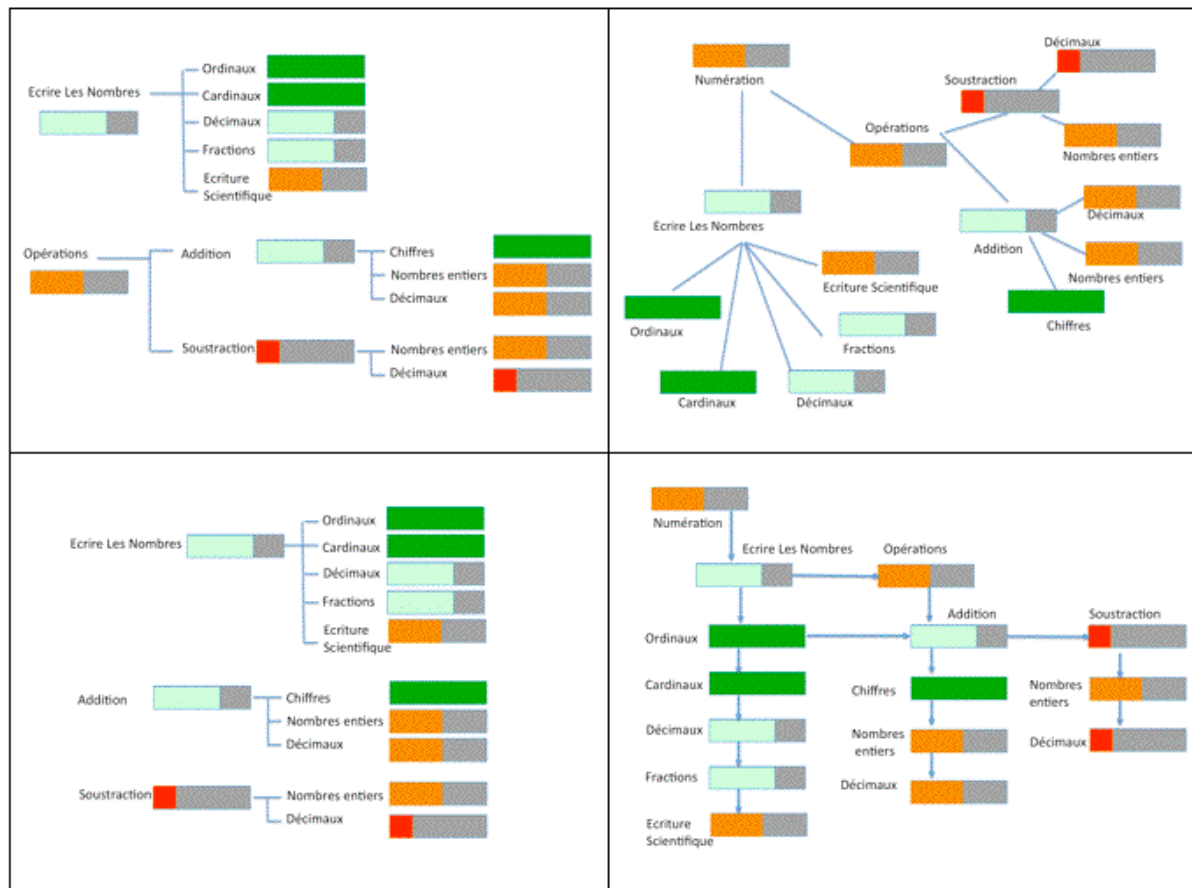 Ordinaux
Ecrire Les Nombres
Cardinaux
Décimaux
Fractions
Ecriture
Scientifique
Opérations
Addition
Chiffres
Nombres entiers
Décimaux
Soustraction
Nombres entiers
Décimaux
Décimaux
Numération
Soustraction
Opérations
Nombres entiers
Écrire Les Nombres
Décimaux
Addition
Nombres entiers
Ecriture Scientifique
Ordinaux
Chiffres
Fractions
Cardinaux
Décimaux
Ordinaux
Ecrire Les Nombres
Cardinaux
Décimaux
Fractions
Ecriture
Scientifique
Addition
Chiffres
Nombres entiers
Décimaux
Soustraction
Nombres entiers
Décimaux
Numération
Ecrire Les Nombres
Opérations
Addition
Soustraction
Ordinaux
Cardinaux
Chiffres
Nombres
entiers
Décimaux
Nombres
entiers
Décimaux
Fractions
Décimaux
Ecriture
Scientifique